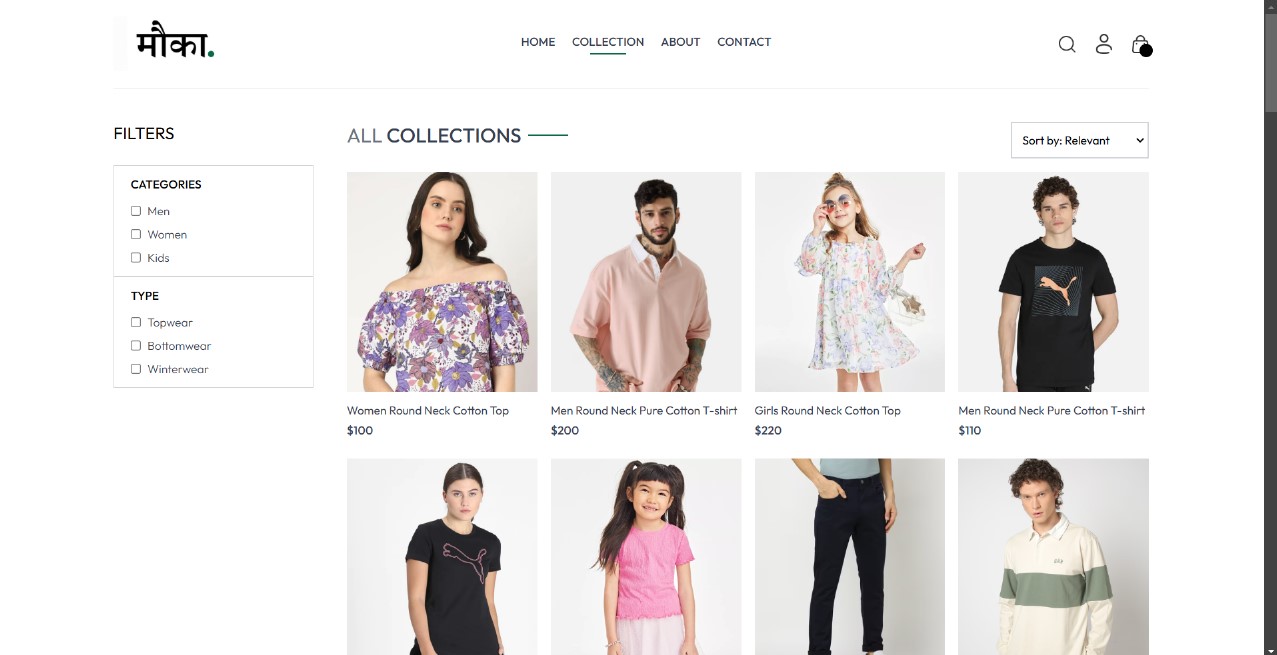 मौका.
HOME COLLECTION ABOUT CONTACT
FILTERS
CATEGORIES
Men
Women
Kids
TYPE
Topwear
Bottomwear
Winterwear
ALL COLLECTIONS
Sort by: Relevant
Women Round Neck Cotton Top
$100
Men Round Neck Pure Cotton T-shirt
$200
Girls Round Neck Cotton Top
$220
Men Round Neck Pure Cotton T-shirt
$110